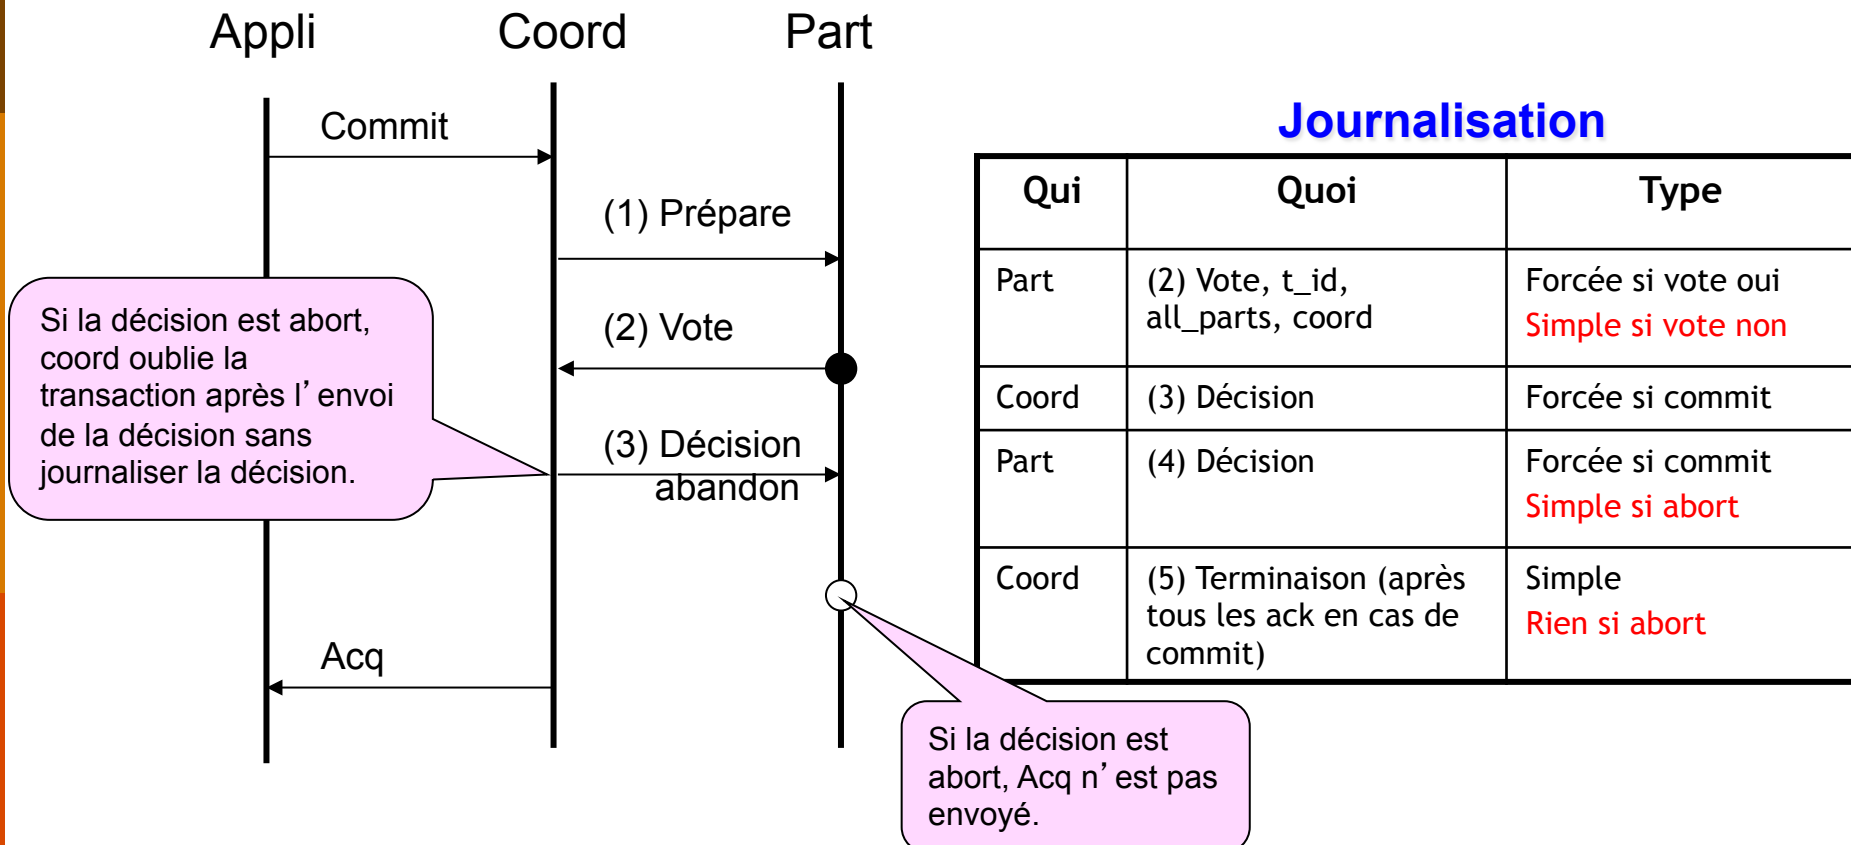 Appli
Coord
Part
Commit
(1) Prépare
(2) Vote
(3) Décision
abandon
Acq
Si la décision est abort,
coord oublie la
transaction après l’ envoi
de la décision sans
journaliser la décision.
Si la décision est
abort, Acq n’ est pas
envoyé.
Journalisation
Qui
Quoi
Type
Part
(2) Vote, t_id,
all_parts, coord
Forcée si vote oui
Simple si vote non
Coord
(3) Décision
Forcée si commit
Part
(4) Décision
Forcée si commit
Simple si abort
Coord
(5) Terminaison (après
tous les ack en cas de
commit)
Simple
Rien si abort